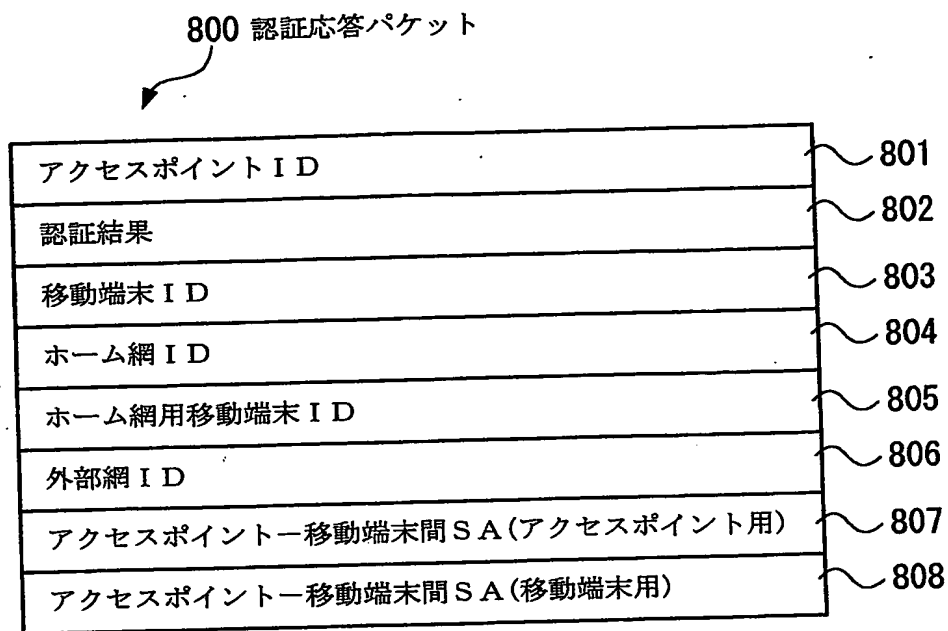 800 認証応答パケット
アクセスポイントＩＤ 801
認証結果 802
移動端末ＩＤ 803
ホーム網ＩＤ 804
ホーム網用移動端末ＩＤ 805
外部網ＩＤ 806
アクセスポイントー移動端末間ＳＡ(アクセスポイント用) 807
アクセスポイントー移動端末間ＳＡ(移動端末用) 808